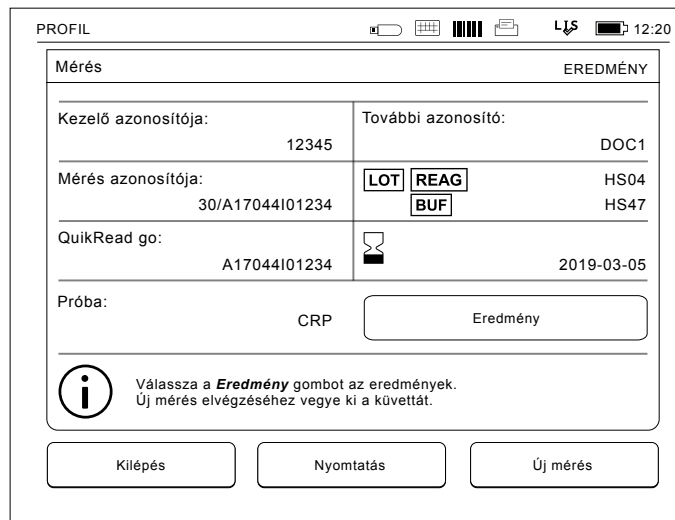 PROFIL LIS 12:20
Mérés EREDMÉNY
Kezelő azonosítója:
12345
További azonosító:
DOC1
Mérés azonosítója:
30/A17044I01234
LOT REAG HS04
BUF HS47
QuikRead go:
A17044I01234
2019-03-05
Próba:
CRP
Eredmény
Válassza a Eredmény gombot az eredmények.
Új mérés elvégzéséhez vegye ki a küvettát.
Kilépés Nyomtatás Új mérés